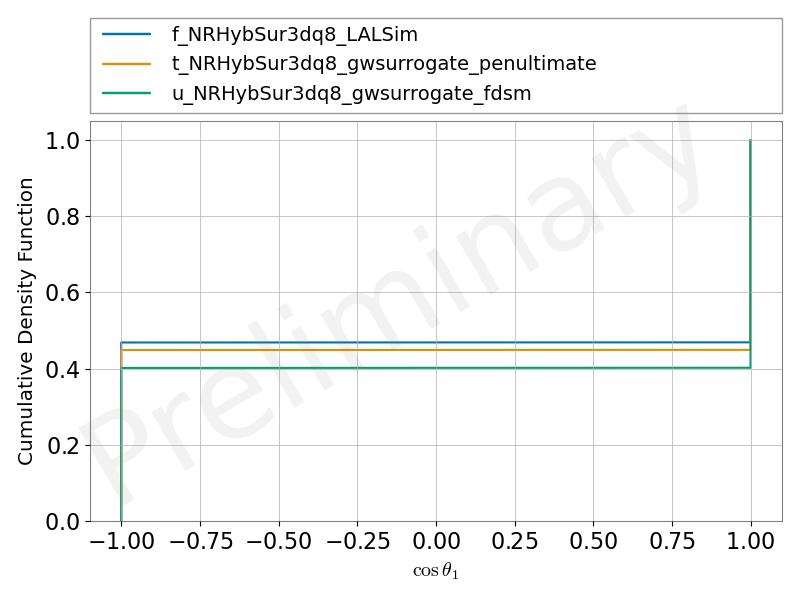 f_NRHybSur3dq8_LALSim
t_NRHybSur3dq8_gwsurrogate_penultimate
u_NRHybSur3dq8_gwsurrogate_fdsm
Preliminary
Cumulative Density Function
1.0
0.8
0.6
0.4
0.2
0.0
−1.00 −0.75 −0.50 −0.25 0.00 0.25 0.50 0.75 1.00
cos θ₁